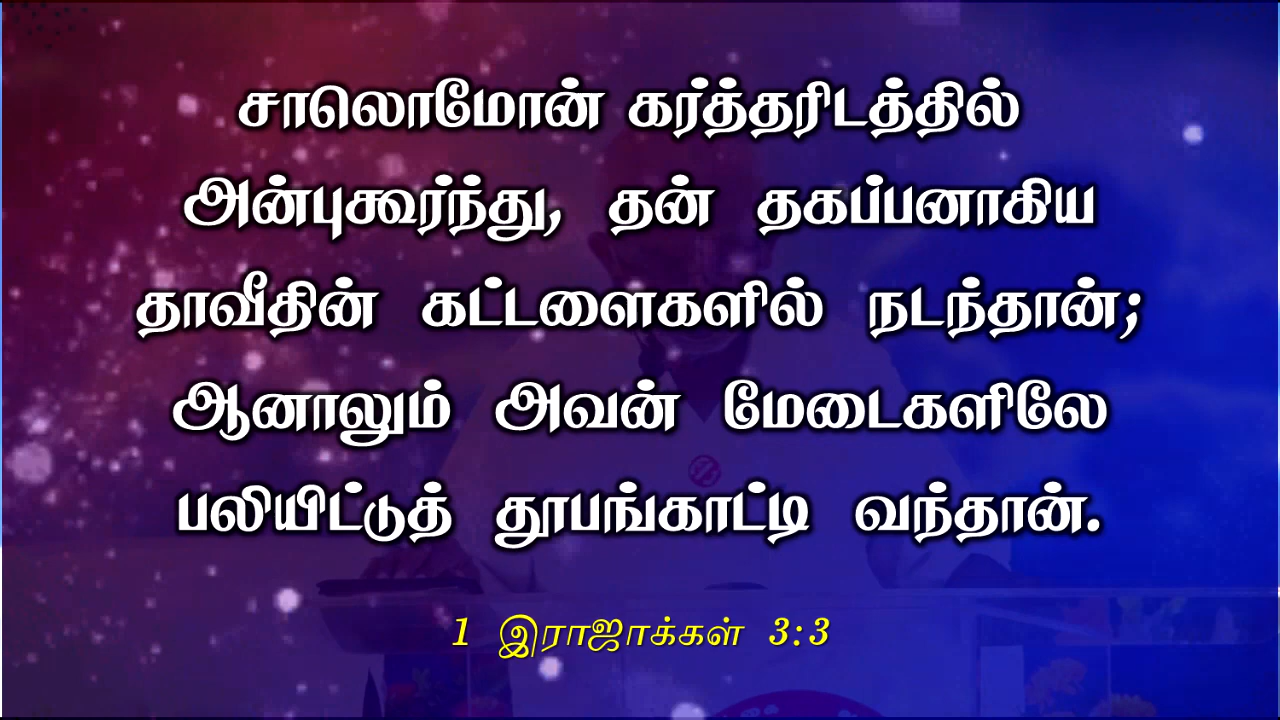 சாலொமோன் கர்த்தரிடத்தில்
அன்புகூர்ந்து, தன் தகப்பனாகிய
தாவீதின் கட்டளைகளில் நடந்தான்;
ஆனாலும் அவன் மேடைகளிலே
பலியிட்டுத் தூபங்காட்டி வந்தான்.
1 இராஜாக்கள் 3:3